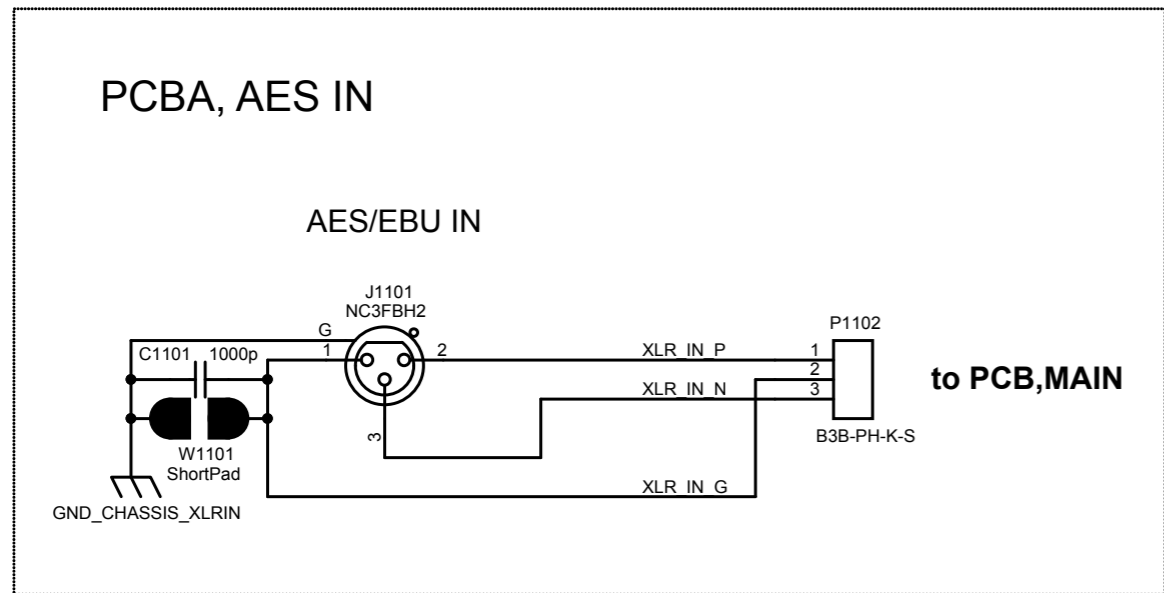 PCBA, AES IN
AES/EBU IN
J1101
NC3FBH2
G
C1101 1000p
1
2
3
W1101
ShortPad
GND_CHASSIS_XLRIN
XLR_IN_P
XLR_IN_N
XLR_IN_G
P1102
1
2
3
B3B-PH-K-S
to PCB,MAIN